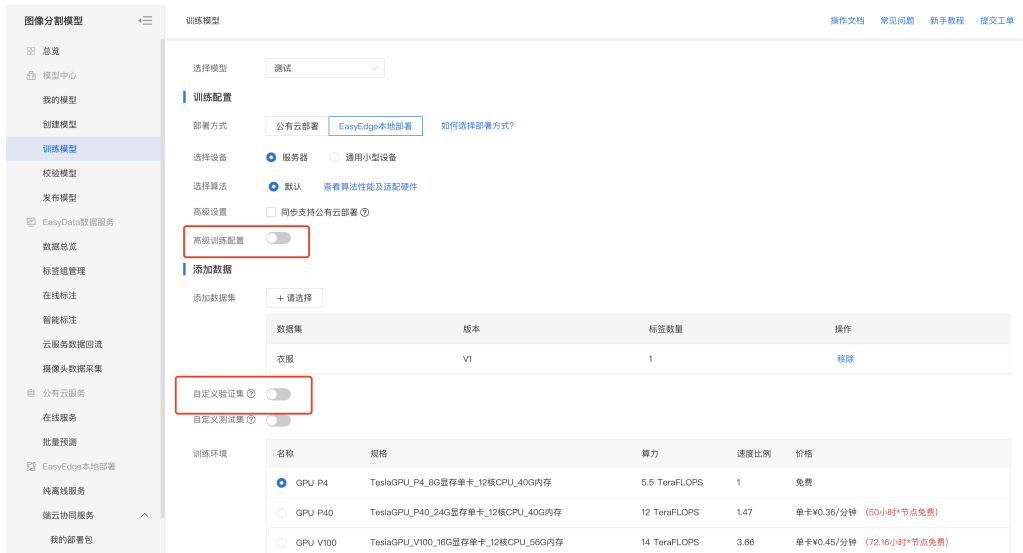 图像分割模型
总览
模型中心
我的模型
创建模型
训练模型
校验模型
发布模型
EasyData数据服务
数据总览
标签组管理
在线标注
智能标注
云服务数据回流
摄像头数据采集
公有云服务
在线服务
批量预测
EasyEdge本地部署
纯离线服务
端云协同服务
我的部署包
训练模型 操作文档 常见问题 新手教程 提交工单
选择模型 测试
训练配置
部署方式 公有云部署 EasyEdge本地部署 如何选择部署方式?
选择设备 服务器 通用小型设备
选择算法 默认 查看算法性能及适配硬件
高级设置 同步支持公有云部署 ?
高级训练配置
添加数据
添加数据集 + 请选择
数据集 版本 标签数量 操作
衣服 V1 1 移除
自定义验证集 ?
自定义测试集 ?
训练环境 名称 规格 算力 速度比例 价格
GPU P4 TeslaGPU_P4_8G显存单卡_12核CPU_40G内存 5.5 TeraFLOPS 1 免费
GPU P40 TeslaGPU_P40_24G显存单卡_12核CPU_40G内存 12 TeraFLOPS 1.47 单卡¥0.36/分钟 (50小时*节点免费)
GPU V100 TeslaGPU_V100_16G显存单卡_12核CPU_56G内存 14 TeraFLOPS 3.66 单卡¥0.45/分钟 (72.16小时*节点免费)